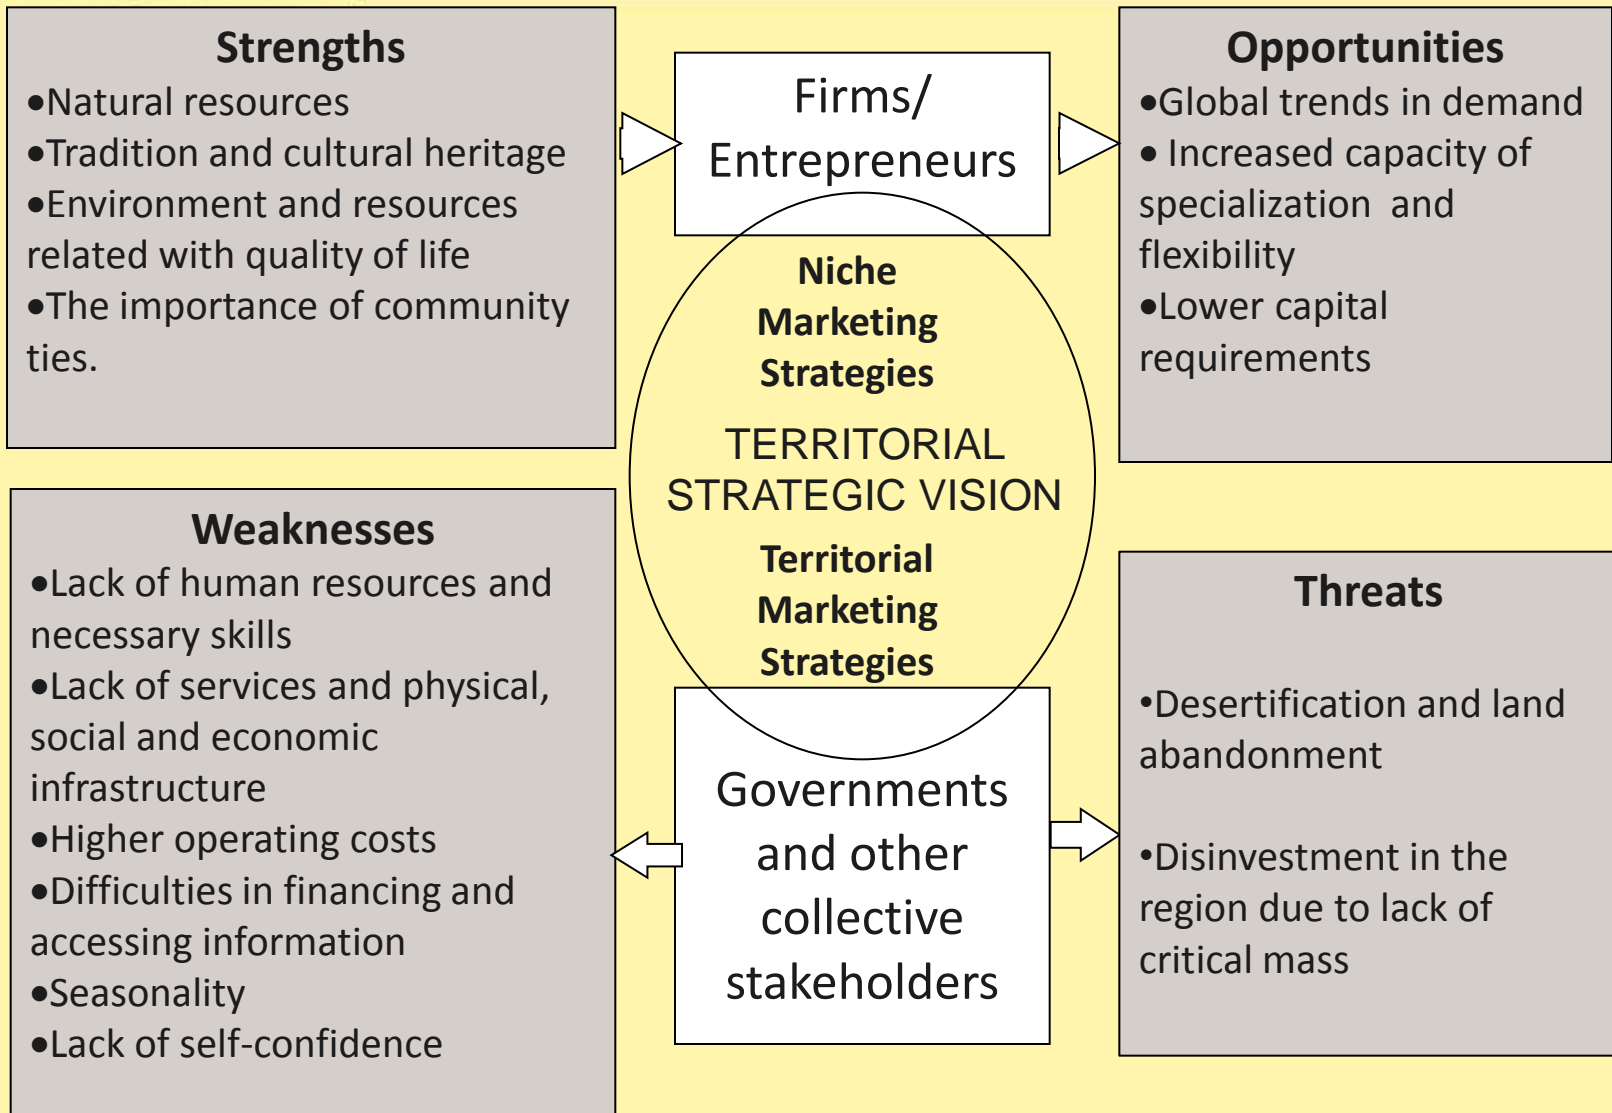 Strengths
•Natural resources
•Tradition and cultural heritage
•Environment and resources
related with quality of life
•The importance of community
ties.
Firms/
Entrepreneurs
Opportunities
•Global trends in demand
• Increased capacity of
specialization and
flexibility
•Lower capital
requirements
Niche
Marketing
Strategies
TERRITORIAL
STRATEGIC VISION
Territorial
Marketing
Strategies
Weaknesses
•Lack of human resources and
necessary skills
•Lack of services and physical,
social and economic
infrastructure
•Higher operating costs
•Difficulties in financing and
accessing information
•Seasonality
•Lack of self-confidence
Governments
and other
collective
stakeholders
Threats
•Desertification and land
abandonment
•Disinvestment in the
region due to lack of
critical mass